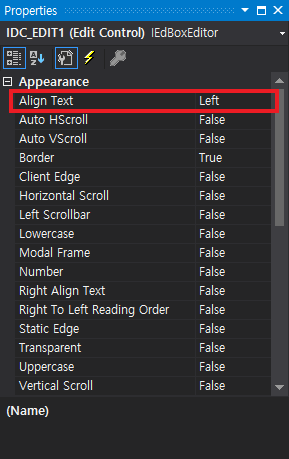 Properties
IDC_EDIT1 (Edit Control) IEdBoxEditor
Appearance
Align Text Left
Auto HScroll False
Auto VScroll False
Border True
Client Edge False
Horizontal Scroll False
Left Scrollbar False
Lowercase False
Modal Frame False
Number False
Right Align Text False
Right To Left Reading Order False
Static Edge False
Transparent False
Uppercase False
Vertical Scroll False
(Name)